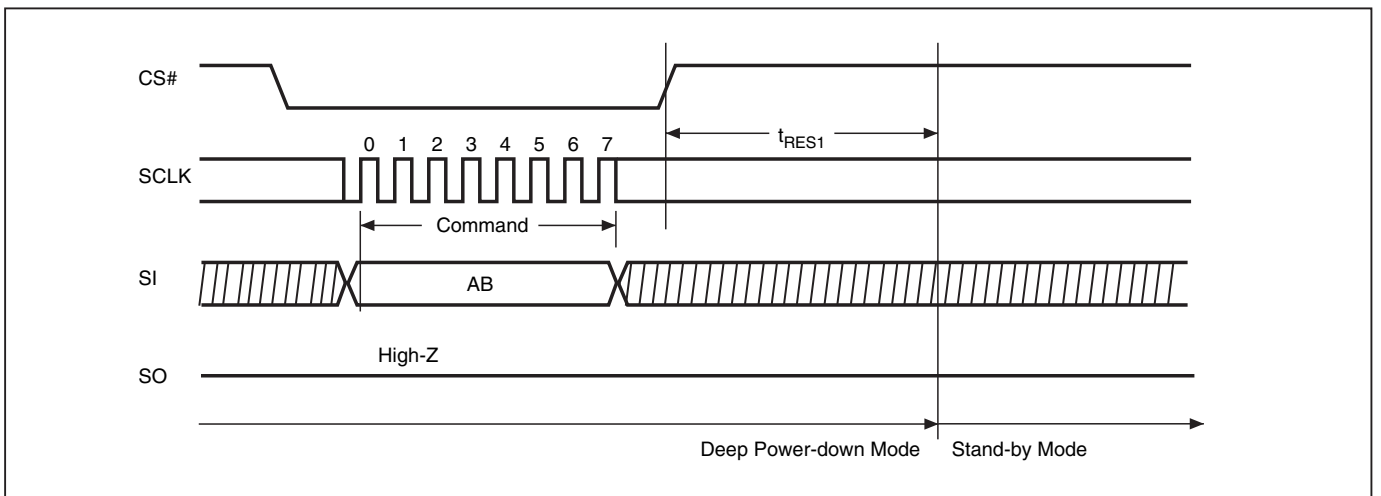 CS#
t_RES1
0 1 2 3 4 5 6 7
SCLK
Command
SI
AB
High-Z
SO
Deep Power-down Mode
Stand-by Mode